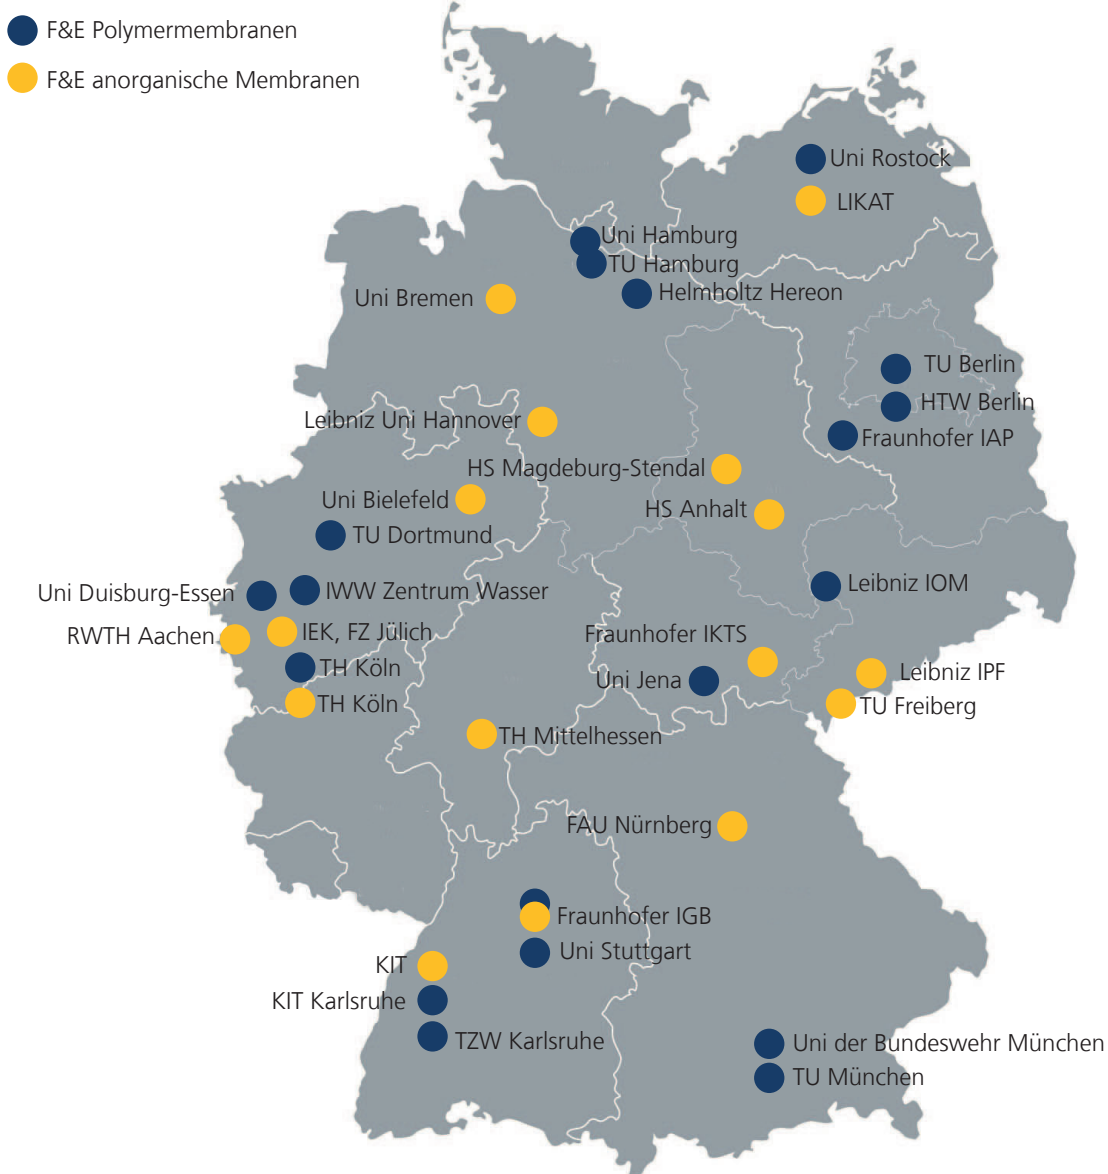 F&E Polymermembranen
F&E anorganische Membranen
Uni Rostock
LIKAT
Uni Hamburg
TU Hamburg
Helmholtz Hereon
Uni Bremen
TU Berlin
HTW Berlin
Fraunhofer IAP
Leibniz Uni Hannover
HS Magdeburg-Stendal
Uni Bielefeld
HS Anhalt
TU Dortmund
Leibniz IOM
Uni Duisburg-Essen
IWW Zentrum Wasser
RWTH Aachen
IEK, FZ Jülich
Fraunhofer IKTS
TH Köln
Uni Jena
Leibniz IPF
TH Köln
TU Freiberg
TH Mittelhessen
FAU Nürnberg
Fraunhofer IGB
Uni Stuttgart
KIT
KIT Karlsruhe
TZW Karlsruhe
Uni der Bundeswehr München
TU München